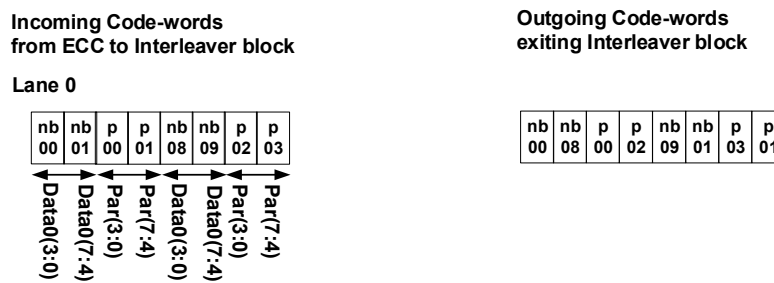 Incoming Code-words
from ECC to Interleaver block
Outgoing Code-words
exiting Interleaver block
Lane 0
nb nb p p nb nb p p
00 01 00 01 08 09 02 03
nb nb p p nb nb p p
00 08 00 02 09 01 03 01
Data0(3:0)
Data0(7:4)
Par(3:0)
Par(7:4)
Data0(3:0)
Data0(7:4)
Par(3:0)
Par(7:4)